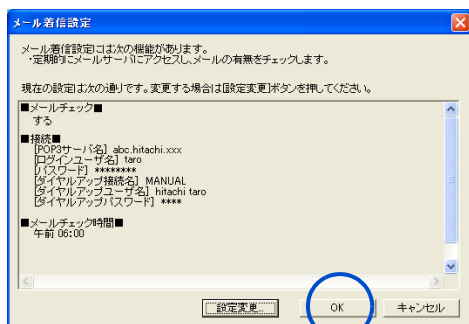 メール着信設定
メール着信設定には次の機能があります。
・定期的にメールサーバにアクセスし、メールの有無をチェックします。
現在の設定は次の通りです。変更する場合は[設定変更]ボタンを押してください。
■メールチェック■
する
■接続■
[POP3サーバ名] abc.hitachi.xxx
[ログインユーザ名] taro
[パスワード] ********
[ダイヤルアップ接続名] MANUAL
[ダイヤルアップユーザ名] hitachi taro
[ダイヤルアップパスワード] ****
■メールチェック時間■
午前 06:00
設定変更... OK キャンセル